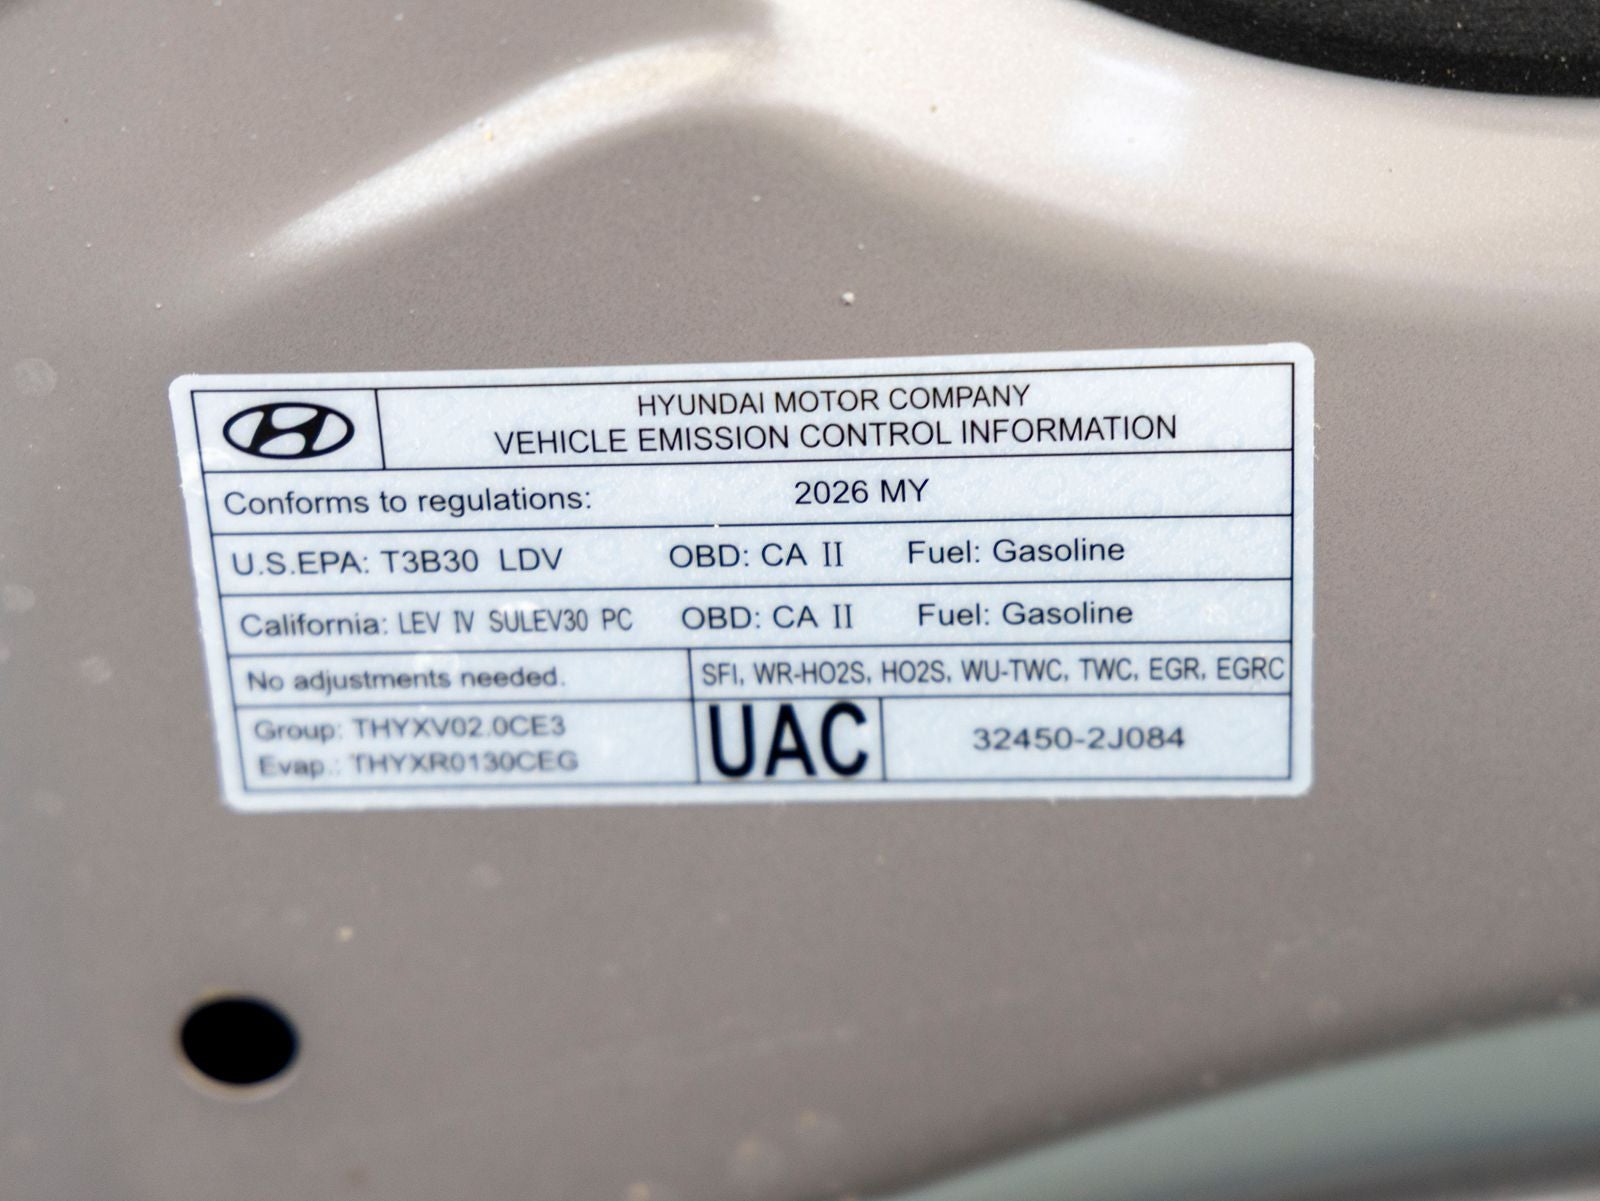 HYUNDAI MOTOR COMPANY
VEHICLE EMISSION CONTROL INFORMATION
Conforms to regulations: 2026 MY
U.S.EPA: T3B30 LDV OBD: CA II Fuel: Gasoline
California: LEV IV SULEV30 PC OBD: CA II Fuel: Gasoline
No adjustments needed. SFI, WR-HO2S, HO2S, WU-TWC, TWC, EGR, EGRC
Group: THYXV02.0CE3
Evap.: THYXR0130CEG
UAC 32450-2J084